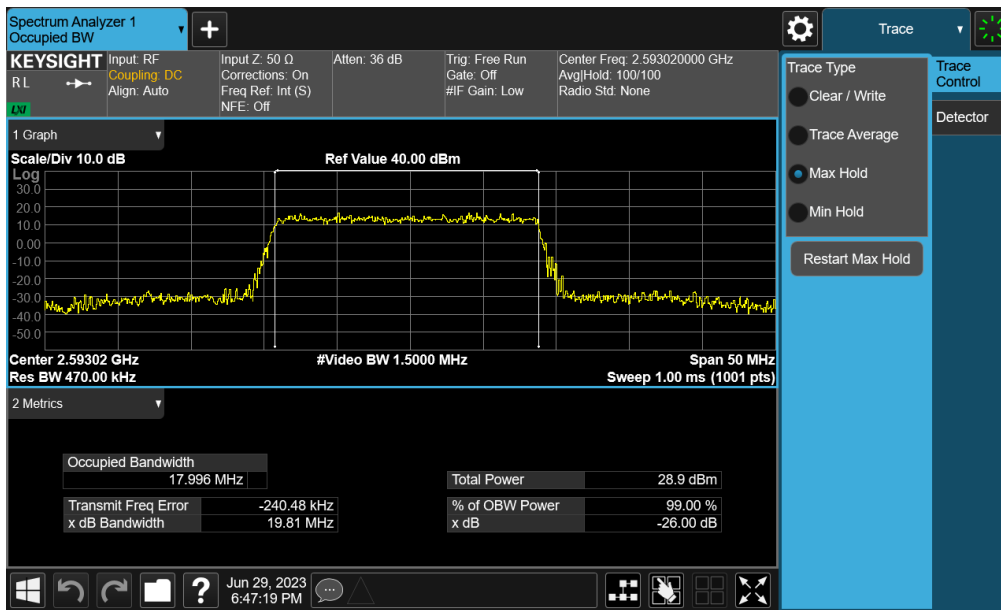 Spectrum Analyzer 1
Occupied BW
Trace
KEYSIGHT Input: RF Input Z: 50 Ω Atten: 36 dB Trig: Free Run Center Freq: 2.593020000 GHz
R L Coupling: DC Corrections: On Gate: Off Avg|Hold: 100/100
Align: Auto Freq Ref: Int (S) #IF Gain: Low Radio Std: None
LXI NFE: Off
Trace Type
Clear / Write
Trace Average
Max Hold
Min Hold
Restart Max Hold
Trace
Control
Detector
1 Graph
Scale/Div 10.0 dB Ref Value 40.00 dBm
Log
30.0
20.0
10.0
0.00
-10.0
-20.0
-30.0
-40.0
-50.0
Center 2.59302 GHz #Video BW 1.5000 MHz Span 50 MHz
Res BW 470.00 kHz Sweep 1.00 ms (1001 pts)
2 Metrics
Occupied Bandwidth
17.996 MHz Total Power 28.9 dBm
Transmit Freq Error -240.48 kHz % of OBW Power 99.00 %
x dB Bandwidth 19.81 MHz x dB -26.00 dB
? Jun 29, 2023
6:47:19 PM